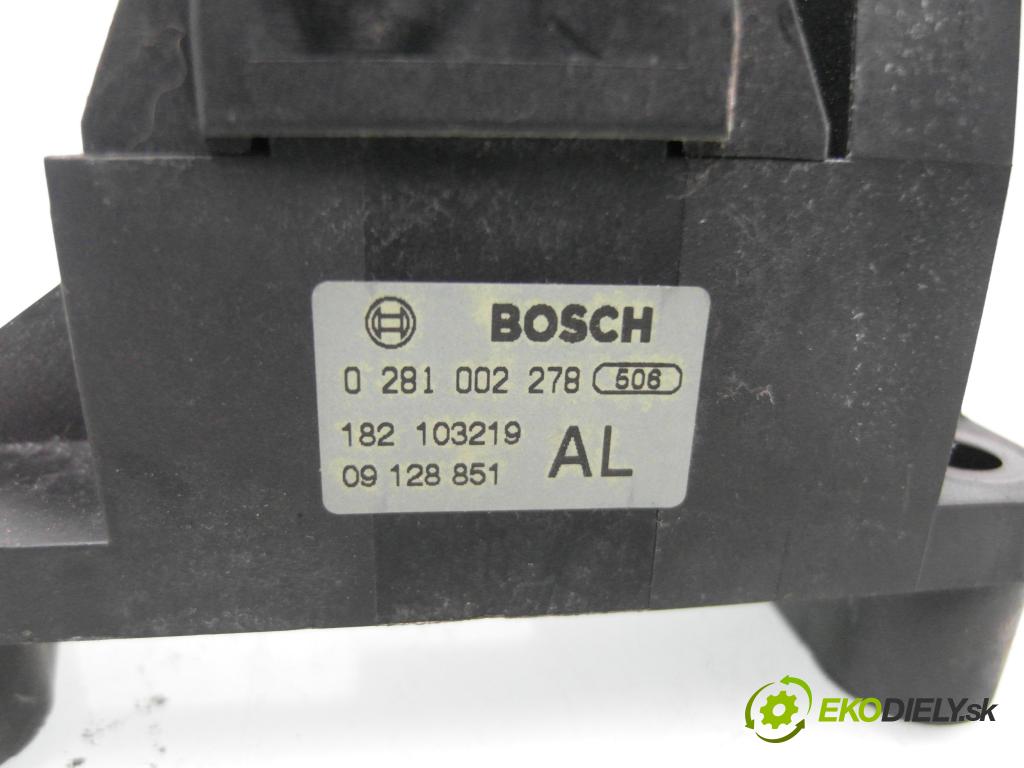 BOSCH
0 281 002 278 506
182 103219
09 128 851 AL
EKODIELY.sk